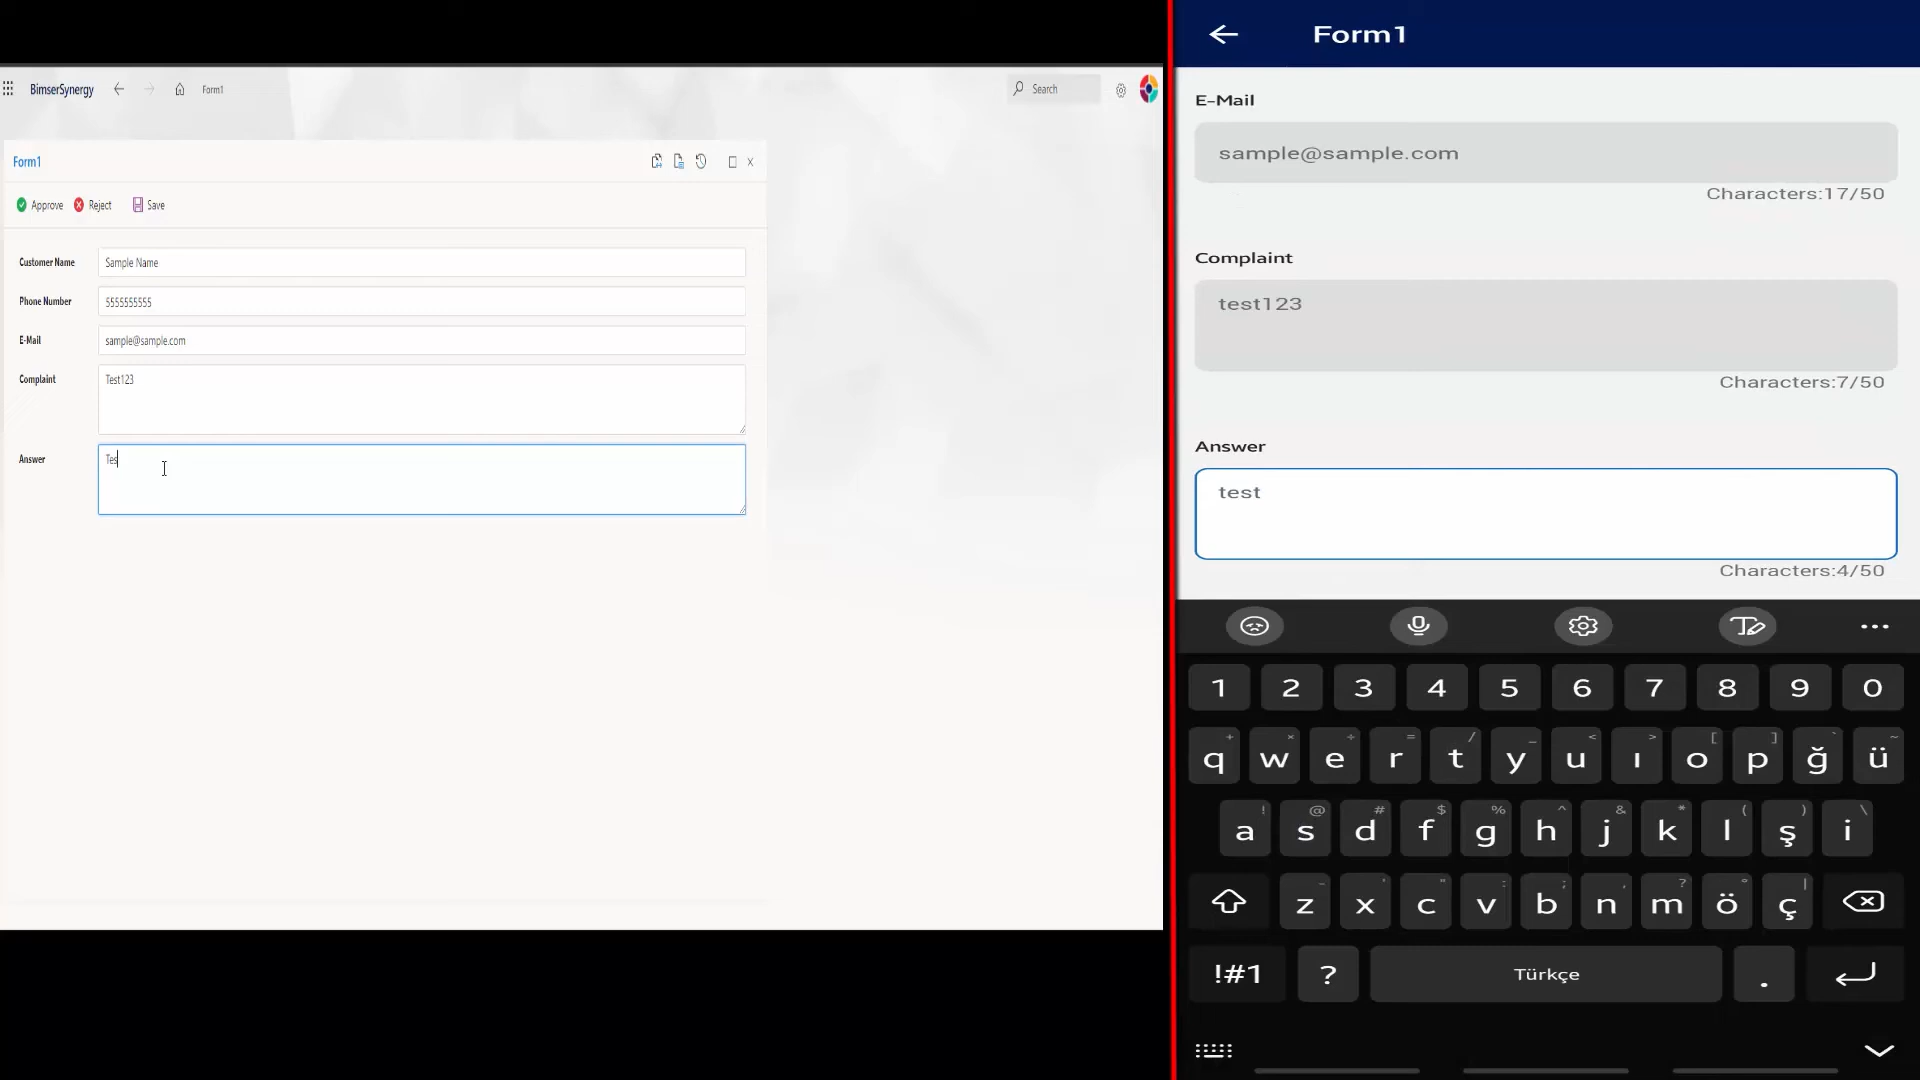 BimserSynergy
Form1
Search
Form1
Approve
Reject
Save
Customer Name
Sample Name
Phone Number
5555555555
E-Mail
sample@sample.com
Complaint
Test123
Answer
Tes
Form1
E-Mail
sample@sample.com
Characters:17/50
Complaint
test123
Characters:7/50
Answer
test
Characters:4/50
1 2 3 4 5 6 7 8 9 0
+ × ÷ = / _ < > [ ] ` ~
q w e r t y u ı o p ğ ü
! @ # $ % ^ & * ( ) \
a s d f g h j k l ş i
- ' " : ; , ? ° |
z x c v b n m ö ç
!#1 ? Türkçe .